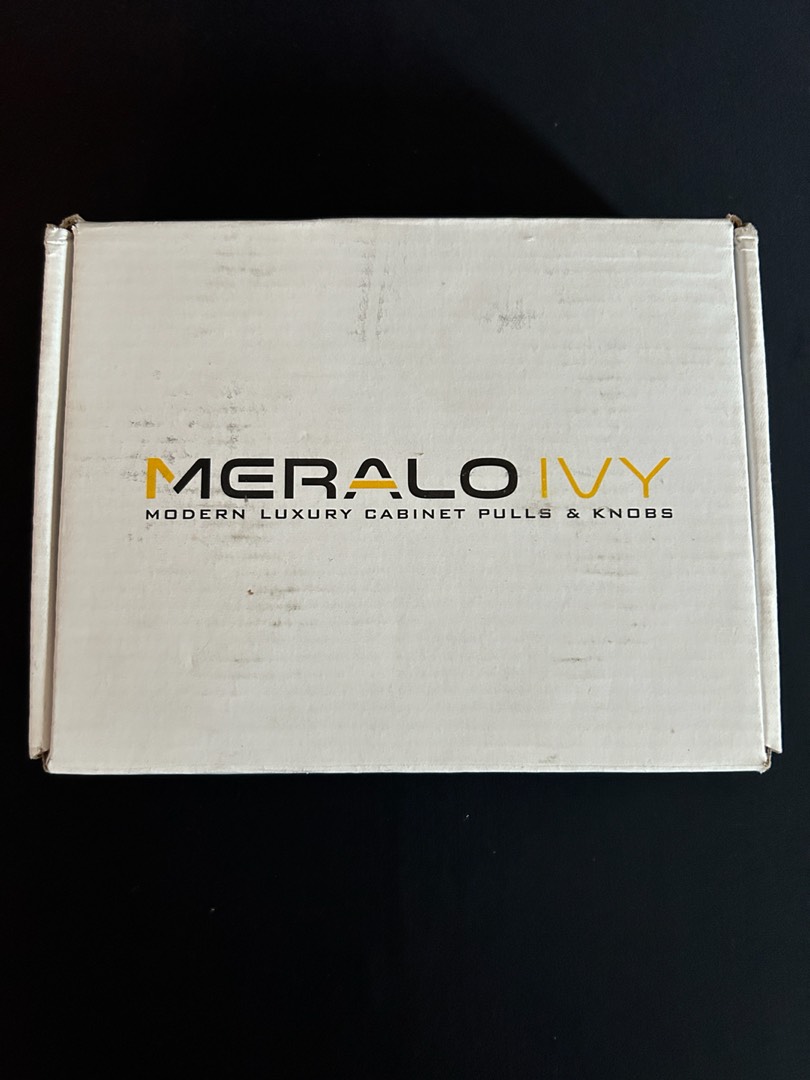 MERALO IVY
MODERN LUXURY CABINET PULLS & KNOBS